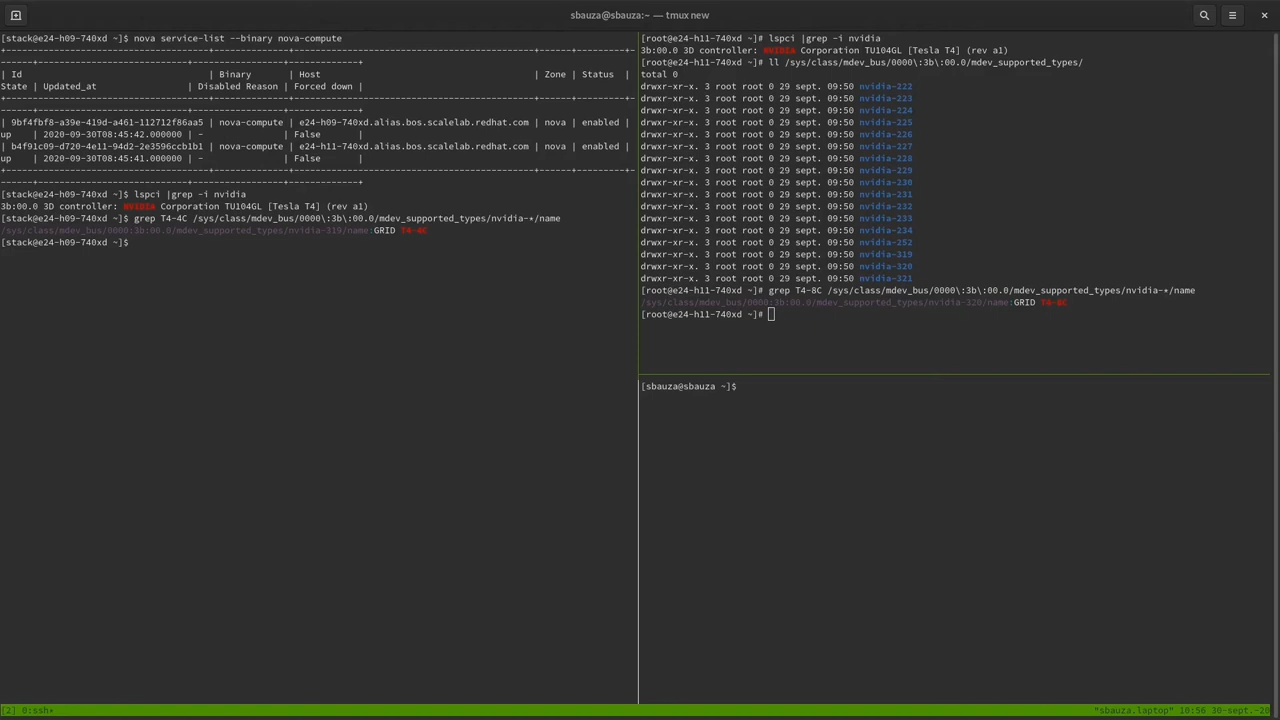 sbauza@sbauza:~ — tmux new
[stack@e24-h09-740xd ~]$ nova service-list --binary nova-compute
+--------------------------------------+--------------+----------------------------------------+------+---------+-
------+----------------------------+-----------------+-------------+
| Id | Binary | Host | Zone | Status |
State | Updated_at | Disabled Reason | Forced down |
+--------------------------------------+--------------+----------------------------------------+------+---------+-
------+----------------------------+-----------------+-------------+
| 9bf4fbf8-a39e-419d-a461-112712f86aa5 | nova-compute | e24-h09-740xd.alias.bos.scalelab.redhat.com | nova | enabled |
up | 2020-09-30T08:45:42.000000 | - | False |
| b4f91c09-d720-4e11-94d2-2e3596ccb1b1 | nova-compute | e24-h11-740xd.alias.bos.scalelab.redhat.com | nova | enabled |
up | 2020-09-30T08:45:41.000000 | - | False |
+--------------------------------------+--------------+----------------------------------------+------+---------+-
------+----------------------------+-----------------+-------------+
[stack@e24-h09-740xd ~]$ lspci |grep -i nvidia
3b:00.0 3D controller: NVIDIA Corporation TU104GL [Tesla T4] (rev a1)
[stack@e24-h09-740xd ~]$ grep T4-4C /sys/class/mdev_bus/0000\:3b\:00.0/mdev_supported_types/nvidia-*/name
/sys/class/mdev_bus/0000:3b:00.0/mdev_supported_types/nvidia-319/name:GRID T4-4C
[stack@e24-h09-740xd ~]$
[root@e24-h11-740xd ~]# lspci |grep -i nvidia
3b:00.0 3D controller: NVIDIA Corporation TU104GL [Tesla T4] (rev a1)
[root@e24-h11-740xd ~]# ll /sys/class/mdev_bus/0000\:3b\:00.0/mdev_supported_types/
total 0
drwxr-xr-x. 3 root root 0 29 sept. 09:50 nvidia-222
drwxr-xr-x. 3 root root 0 29 sept. 09:50 nvidia-223
drwxr-xr-x. 3 root root 0 29 sept. 09:50 nvidia-224
drwxr-xr-x. 3 root root 0 29 sept. 09:50 nvidia-225
drwxr-xr-x. 3 root root 0 29 sept. 09:50 nvidia-226
drwxr-xr-x. 3 root root 0 29 sept. 09:50 nvidia-227
drwxr-xr-x. 3 root root 0 29 sept. 09:50 nvidia-228
drwxr-xr-x. 3 root root 0 29 sept. 09:50 nvidia-229
drwxr-xr-x. 3 root root 0 29 sept. 09:50 nvidia-230
drwxr-xr-x. 3 root root 0 29 sept. 09:50 nvidia-231
drwxr-xr-x. 3 root root 0 29 sept. 09:50 nvidia-232
drwxr-xr-x. 3 root root 0 29 sept. 09:50 nvidia-233
drwxr-xr-x. 3 root root 0 29 sept. 09:50 nvidia-234
drwxr-xr-x. 3 root root 0 29 sept. 09:50 nvidia-252
drwxr-xr-x. 3 root root 0 29 sept. 09:50 nvidia-319
drwxr-xr-x. 3 root root 0 29 sept. 09:50 nvidia-320
drwxr-xr-x. 3 root root 0 29 sept. 09:50 nvidia-321
[root@e24-h11-740xd ~]# grep T4-8C /sys/class/mdev_bus/0000\:3b\:00.0/mdev_supported_types/nvidia-*/name
/sys/class/mdev_bus/0000:3b:00.0/mdev_supported_types/nvidia-320/name:GRID T4-8C
[root@e24-h11-740xd ~]#
[sbauza@sbauza ~]$
[2] 0:ssh* "sbauza.laptop" 10:56 30-sept.-20